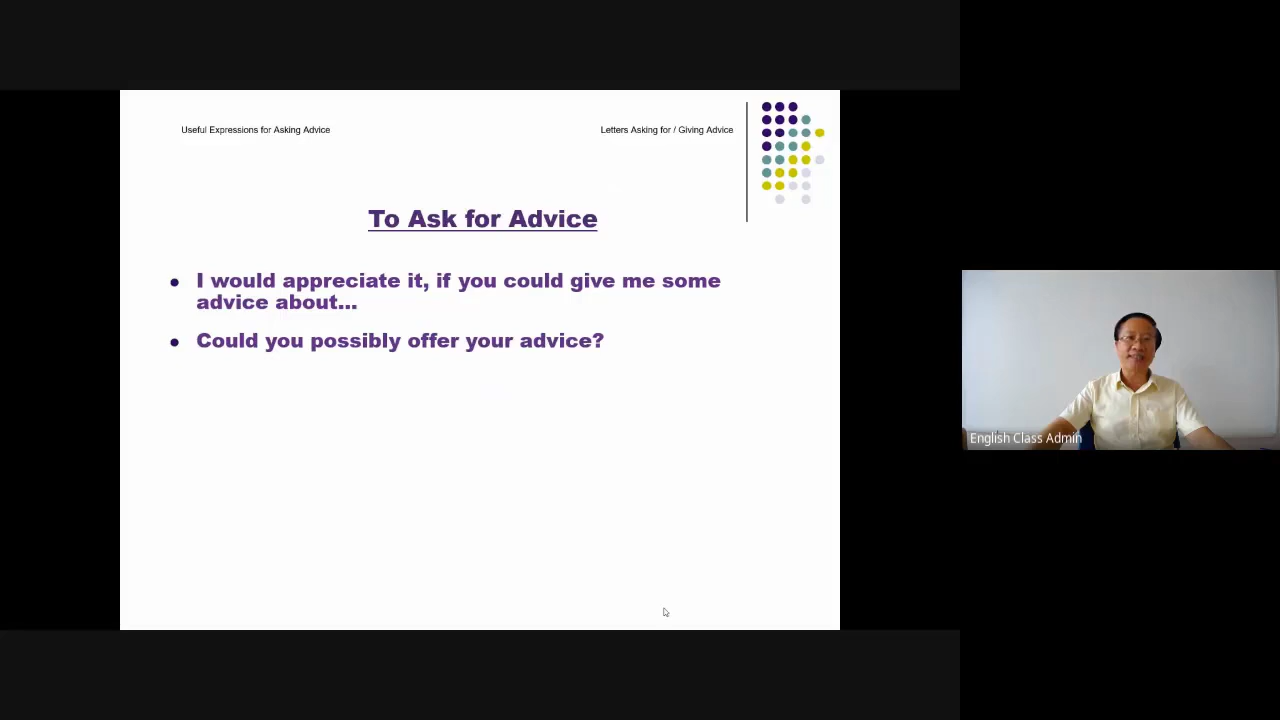 Useful Expressions for Asking Advice
Letters Asking for / Giving Advice
To Ask for Advice
• I would appreciate it, if you could give me some
advice about...
• Could you possibly offer your advice?
English Class Admin